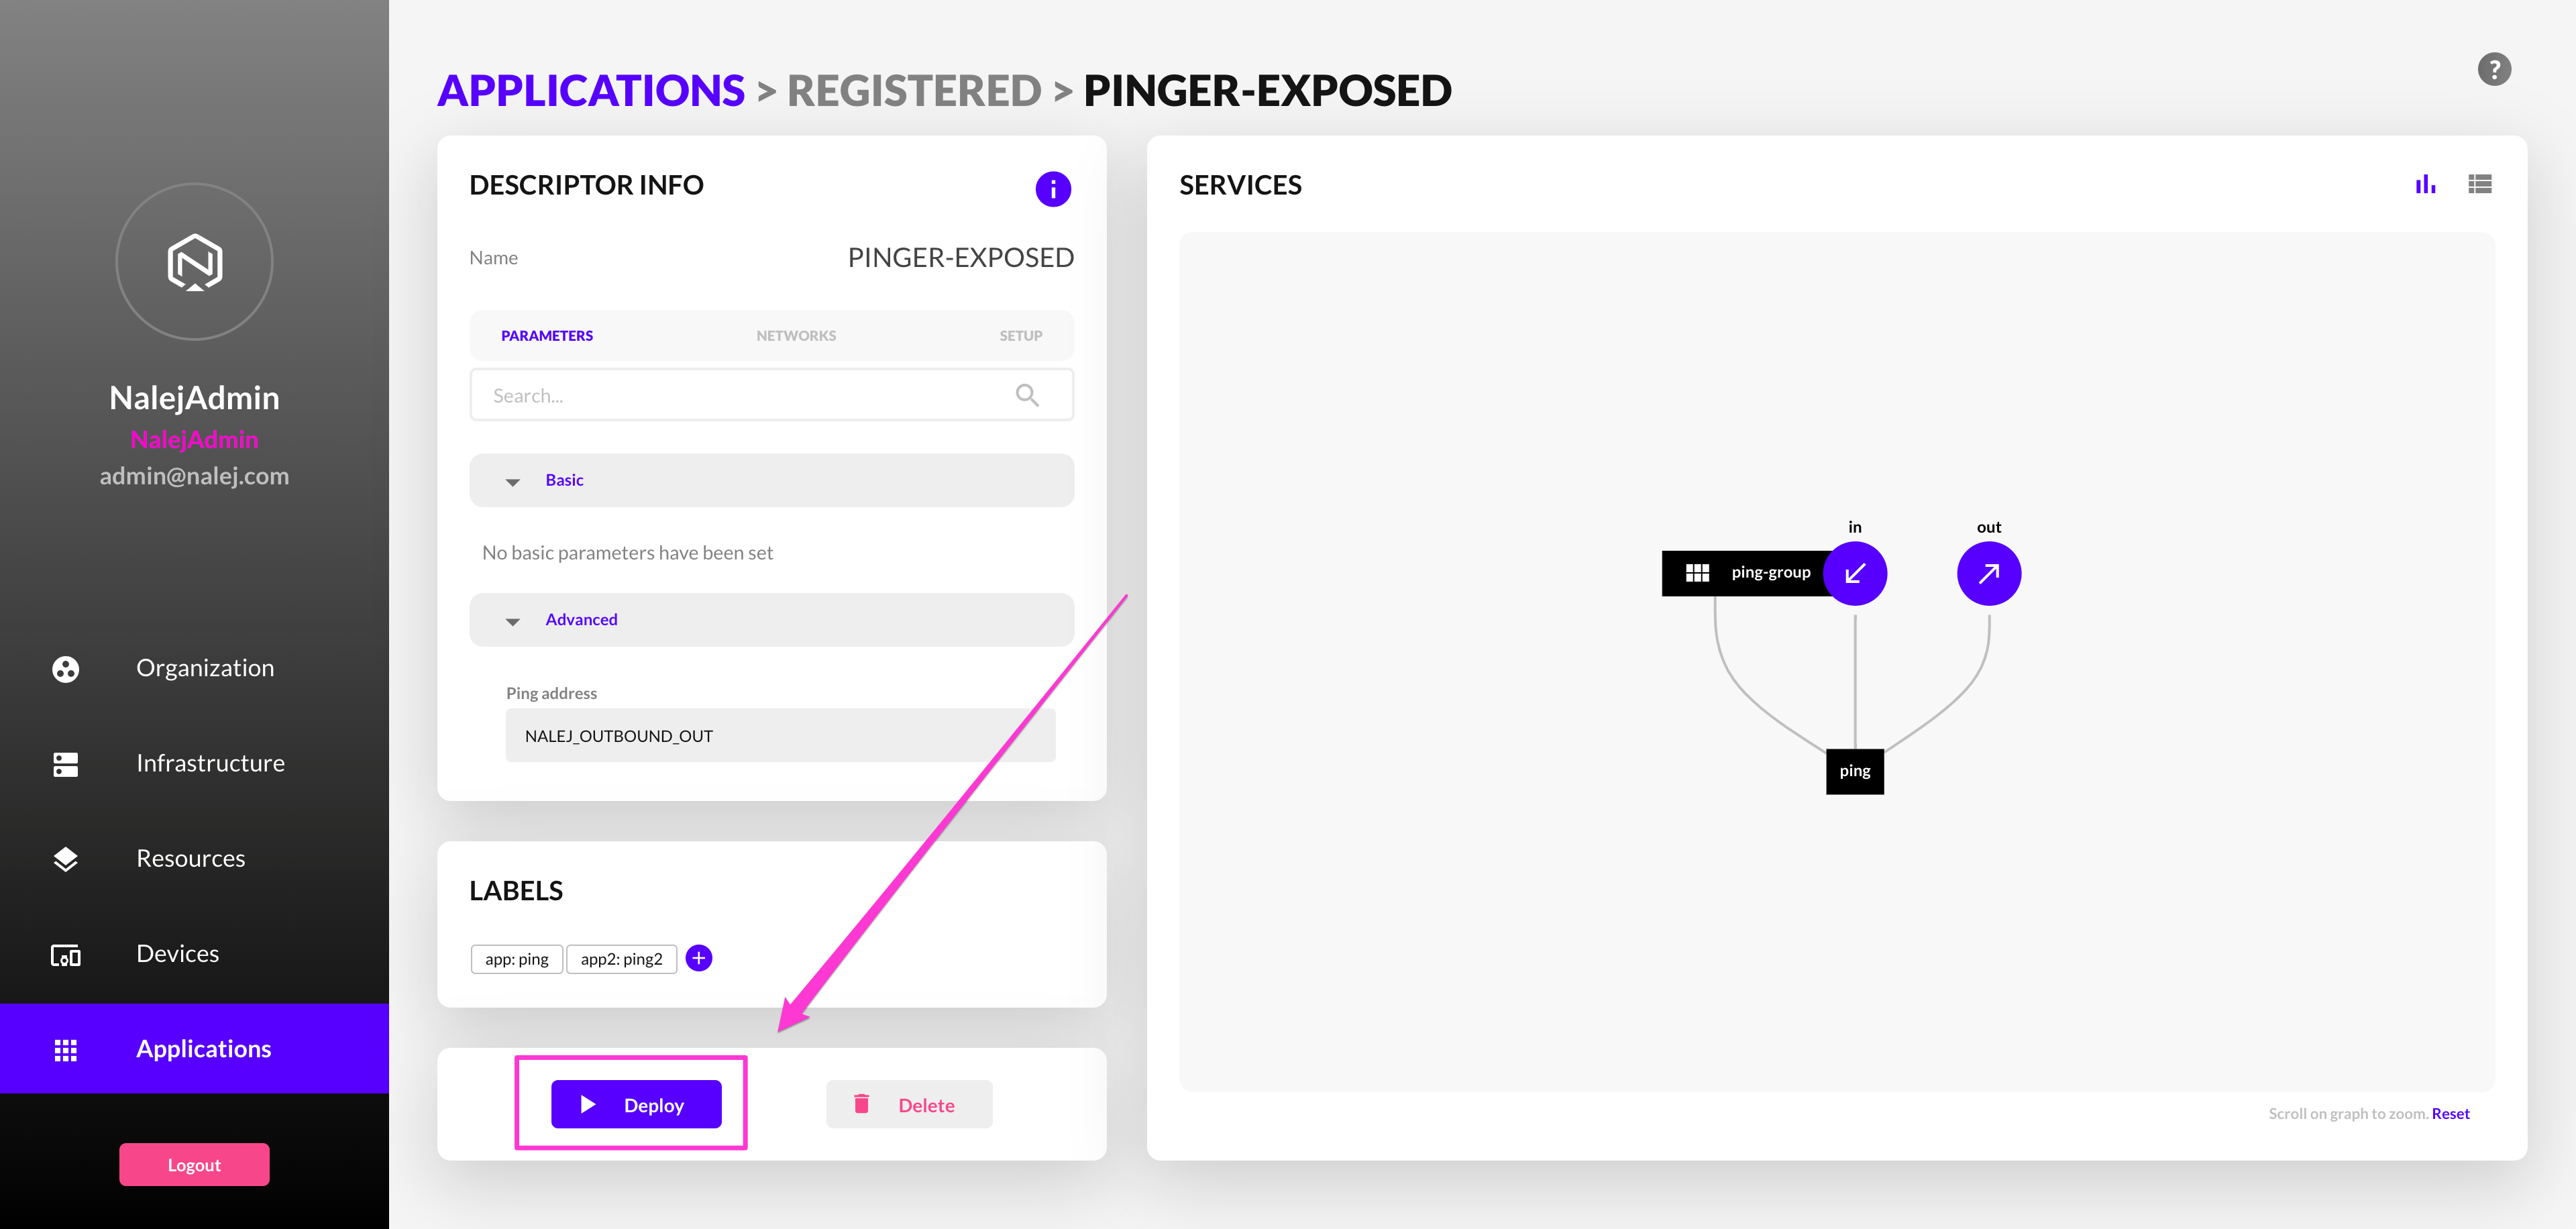 NalejAdmin
NalejAdmin
admin@nalej.com
Organization
Infrastructure
Resources
Devices
Applications
Logout
APPLICATIONS > REGISTERED > PINGER-EXPOSED
?
DESCRIPTOR INFO
i
Name PINGER-EXPOSED
PARAMETERS NETWORKS SETUP
Search...
Basic
No basic parameters have been set
Advanced
Ping address
NALEJ_OUTBOUND_OUT
LABELS
app: ping app2: ping2 +
Deploy Delete
SERVICES
in out
ping-group
ping
Scroll on graph to zoom. Reset